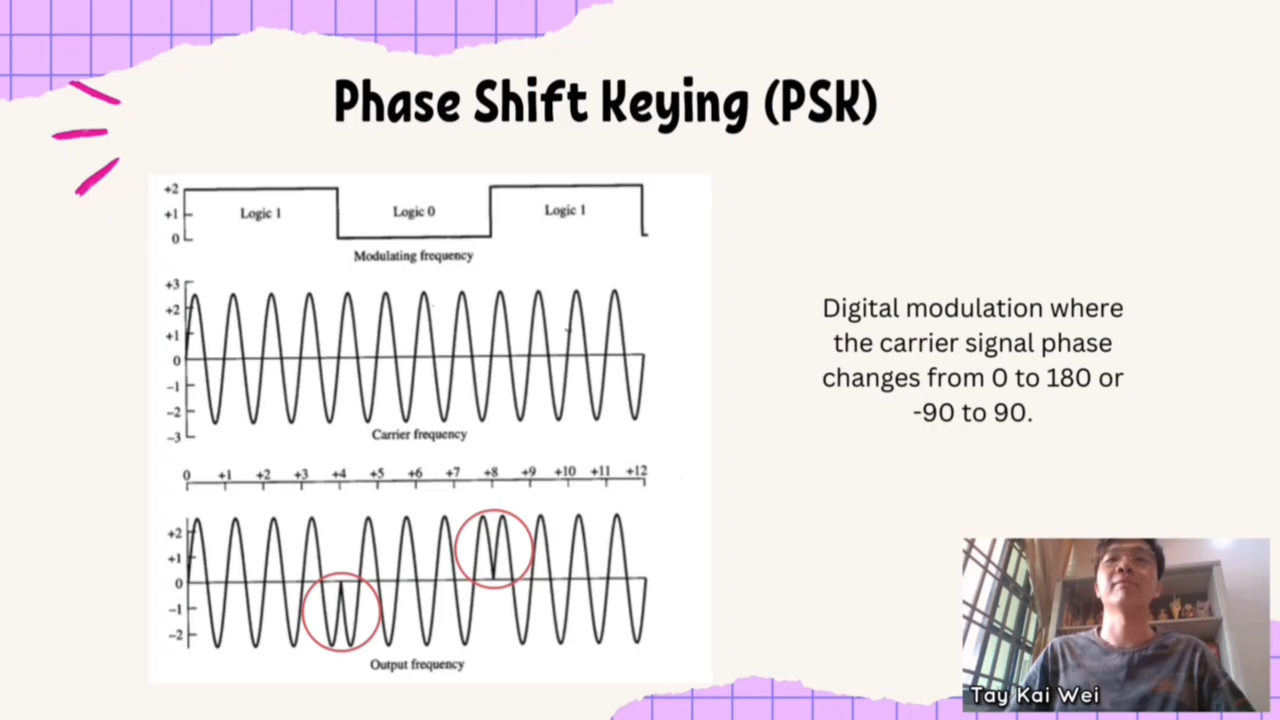 Phase Shift Keying (PSK)
+2
+1
0
Logic 1
Logic 0
Logic 1
Modulating frequency
+3
+2
+1
0
-1
-2
-3
Carrier frequency
0 +1 +2 +3 +4 +5 +6 +7 +8 +9 +10 +11 +12
+2
+1
0
-1
-2
Output frequency
Digital modulation where
the carrier signal phase
changes from 0 to 180 or
-90 to 90.
Tay Kai Wei